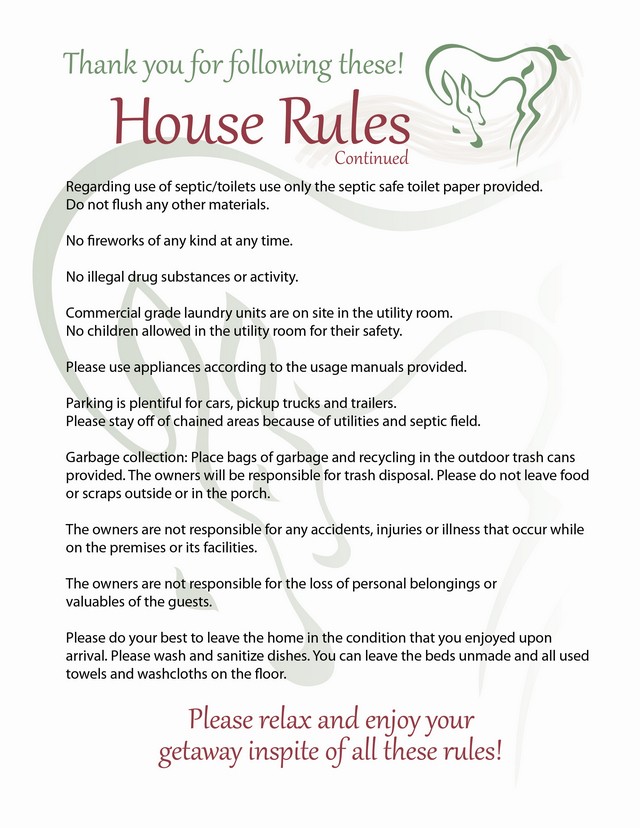 Thank you for following these!
House Rules
Continued
Regarding use of septic/toilets use only the septic safe toilet paper provided.
Do not flush any other materials.
No fireworks of any kind at any time.
No illegal drug substances or activity.
Commercial grade laundry units are on site in the utility room.
No children allowed in the utility room for their safety.
Please use appliances according to the usage manuals provided.
Parking is plentiful for cars, pickup trucks and trailers.
Please stay off of chained areas because of utilities and septic field.
Garbage collection: Place bags of garbage and recycling in the outdoor trash cans
provided. The owners will be responsible for trash disposal. Please do not leave food
or scraps outside or in the porch.
The owners are not responsible for any accidents, injuries or illness that occur while
on the premises or its facilities.
The owners are not responsible for the loss of personal belongings or
valuables of the guests.
Please do your best to leave the home in the condition that you enjoyed upon
arrival. Please wash and sanitize dishes. You can leave the beds unmade and all used
towels and washcloths on the floor.
Please relax and enjoy your
getaway inspite of all these rules!